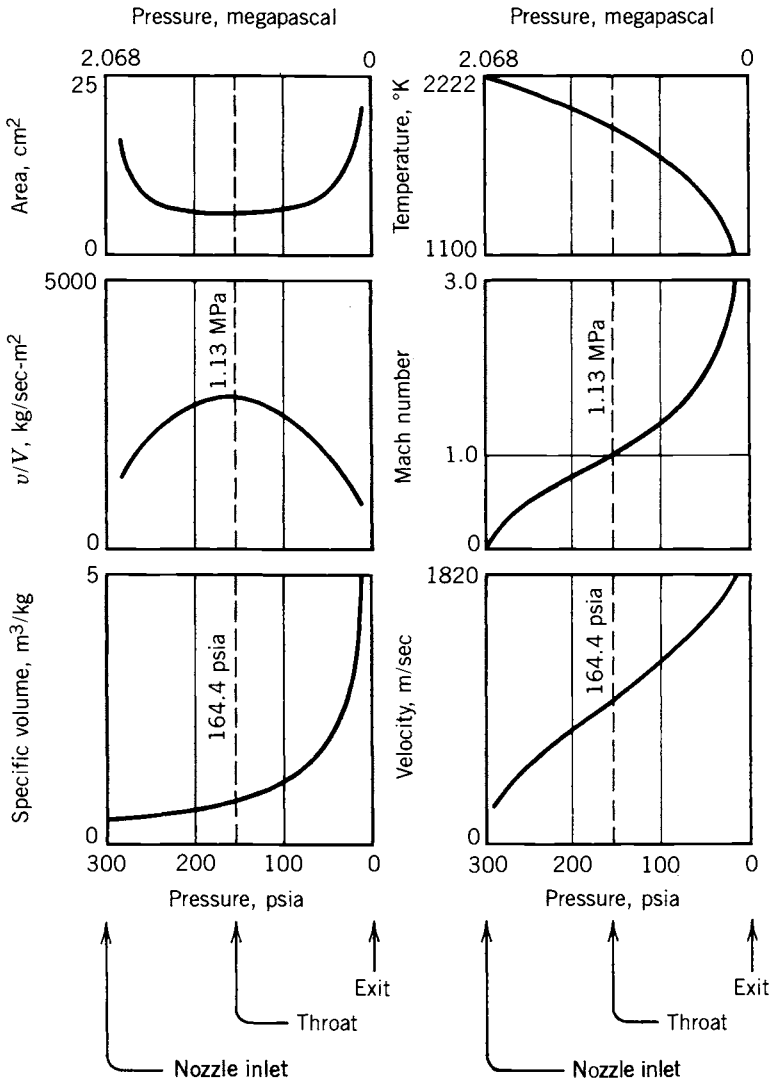 Pressure, megapascal
2.068 0
25
Area, cm²
0
5000
v/V, kg/sec-m²
1.13 MPa
0
5
Specific volume, m³/kg
164.4 psia
0
300 200 100 0
Pressure, psia
Exit
Throat
Nozzle inlet
Pressure, megapascal
2.068 0
2222
Temperature, °K
1100
3.0
Mach number
1.13 MPa
1.0
0
1820
Velocity, m/sec
164.4 psia
0
300 200 100 0
Pressure, psia
Exit
Throat
Nozzle inlet